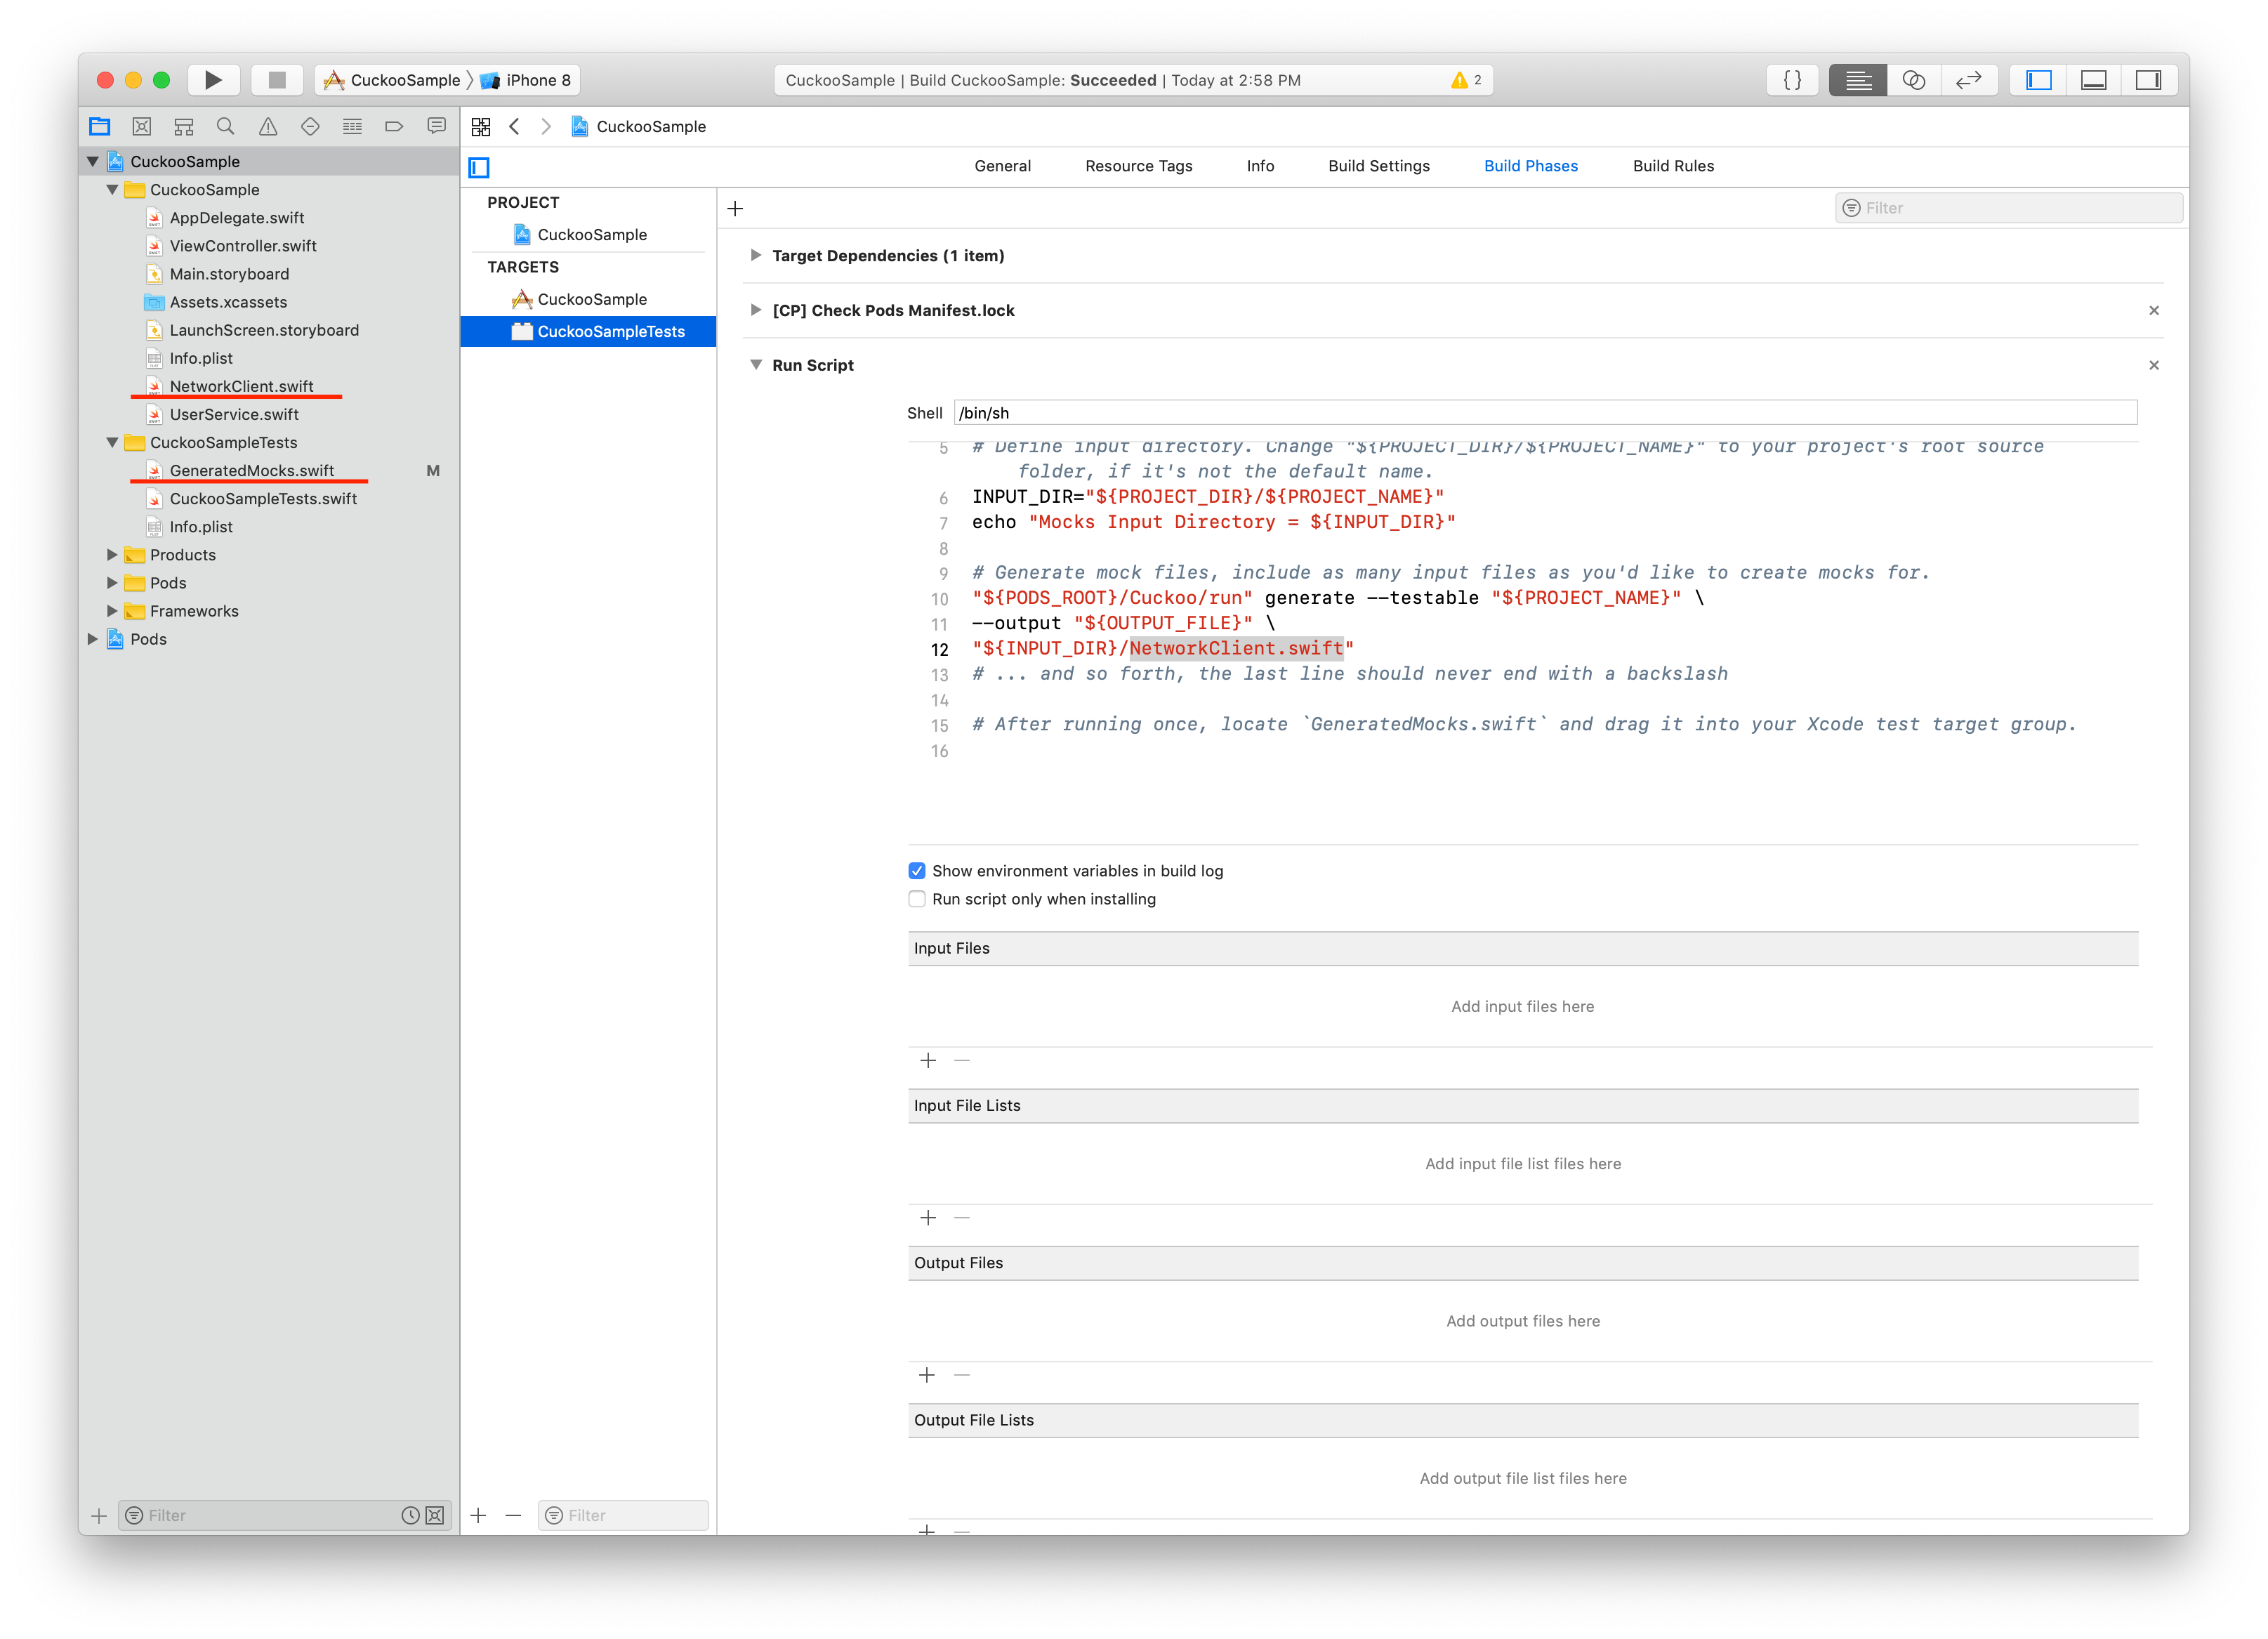 CuckooSample
iPhone 8
CuckooSample | Build CuckooSample: Succeeded | Today at 2:58 PM
2
{ }
CuckooSample
CuckooSample
AppDelegate.swift
ViewController.swift
Main.storyboard
Assets.xcassets
LaunchScreen.storyboard
Info.plist
NetworkClient.swift
UserService.swift
CuckooSampleTests
GeneratedMocks.swift
M
CuckooSampleTests.swift
Info.plist
Products
Pods
Frameworks
Pods
Filter
CuckooSample
General
Resource Tags
Info
Build Settings
Build Phases
Build Rules
PROJECT
CuckooSample
TARGETS
CuckooSample
CuckooSampleTests
Filter
Filter
Target Dependencies (1 item)
[CP] Check Pods Manifest.lock
Run Script
Shell /bin/sh
5 # Define input directory. Change "${PROJECT_DIR}/${PROJECT_NAME}" to your project's root source
folder, if it's not the default name.
6 INPUT_DIR="${PROJECT_DIR}/${PROJECT_NAME}"
7 echo "Mocks Input Directory = ${INPUT_DIR}"
8
9 # Generate mock files, include as many input files as you'd like to create mocks for.
10 "${PODS_ROOT}/Cuckoo/run" generate --testable "${PROJECT_NAME}" \
11 --output "${OUTPUT_FILE}" \
12 "${INPUT_DIR}/NetworkClient.swift"
13 # ... and so forth, the last line should never end with a backslash
14
15 # After running once, locate `GeneratedMocks.swift` and drag it into your Xcode test target group.
16
Show environment variables in build log
Run script only when installing
Input Files
Add input files here
Input File Lists
Add input file list files here
Output Files
Add output files here
Output File Lists
Add output file list files here